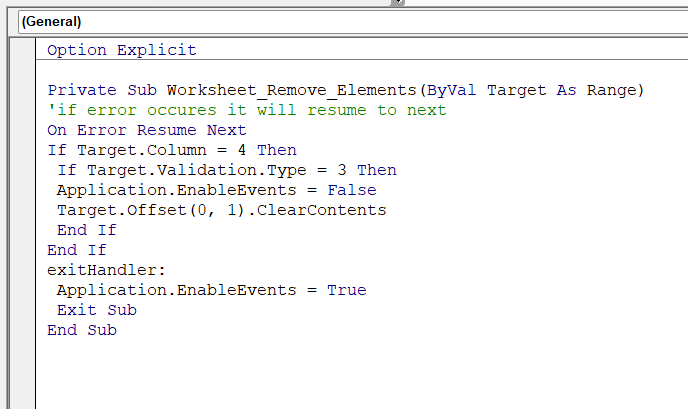 (General)
Option Explicit
Private Sub Worksheet_Remove_Elements(ByVal Target As Range)
'if error occures it will resume to next
On Error Resume Next
If Target.Column = 4 Then
If Target.Validation.Type = 3 Then
Application.EnableEvents = False
Target.Offset(0, 1).ClearContents
End If
End If
exitHandler:
Application.EnableEvents = True
Exit Sub
End Sub